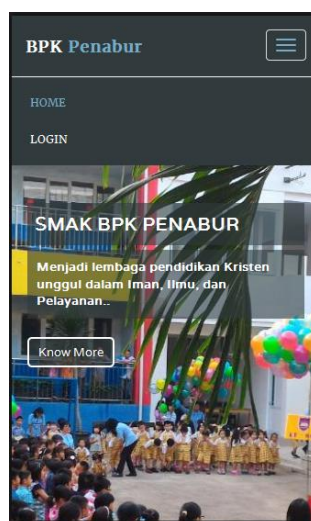 BPK Penabur
HOME
LOGIN
SMAK BPK PENABUR
Menjadi lembaga pendidikan Kristen
unggul dalam Iman, Ilmu, dan
Pelayanan..
Know More